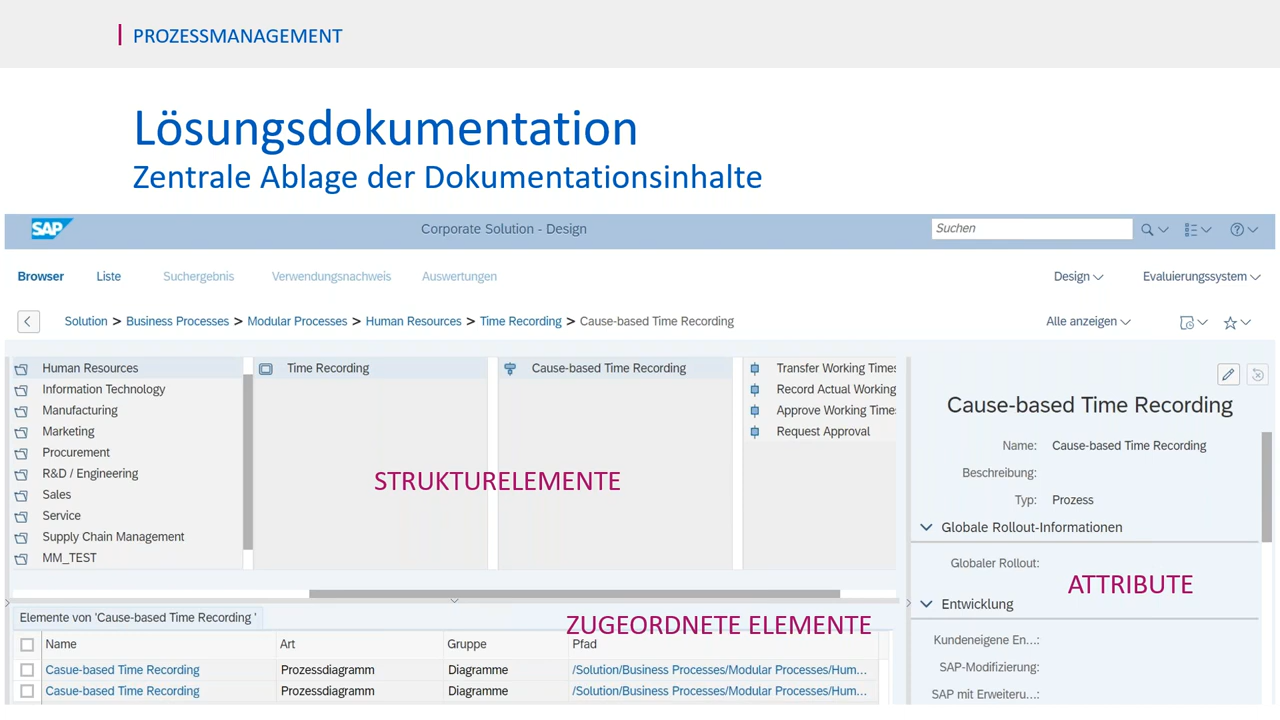 PROZESSMANAGEMENT
Lösungsdokumentation
Zentrale Ablage der Dokumentationsinhalte
SAP Corporate Solution - Design Suchen
Browser Liste Suchergebnis Verwendungsnachweis Auswertungen Design Evaluierungssystem
Solution > Business Processes > Modular Processes > Human Resources > Time Recording > Cause-based Time Recording Alle anzeigen
Human Resources
Information Technology
Manufacturing
Marketing
Procurement
R&D / Engineering
Sales
Service
Supply Chain Management
MM_TEST
Time Recording
Cause-based Time Recording
Transfer Working Times
Record Actual Working
Approve Working Times
Request Approval
STRUKTURELEMENTE
Cause-based Time Recording
Name: Cause-based Time Recording
Beschreibung:
Typ: Prozess
Globale Rollout-Informationen
Globaler Rollout:
ATTRIBUTE
Entwicklung
Kundeneigene En...:
SAP-Modifizierung:
SAP mit Erweiteru...:
Elemente von 'Cause-based Time Recording '
ZUGEORDNETE ELEMENTE
Name Art Gruppe Pfad
Casue-based Time Recording Prozessdiagramm Diagramme /Solution/Business Processes/Modular Processes/Hum...
Casue-based Time Recording Prozessdiagramm Diagramme /Solution/Business Processes/Modular Processes/Hum...